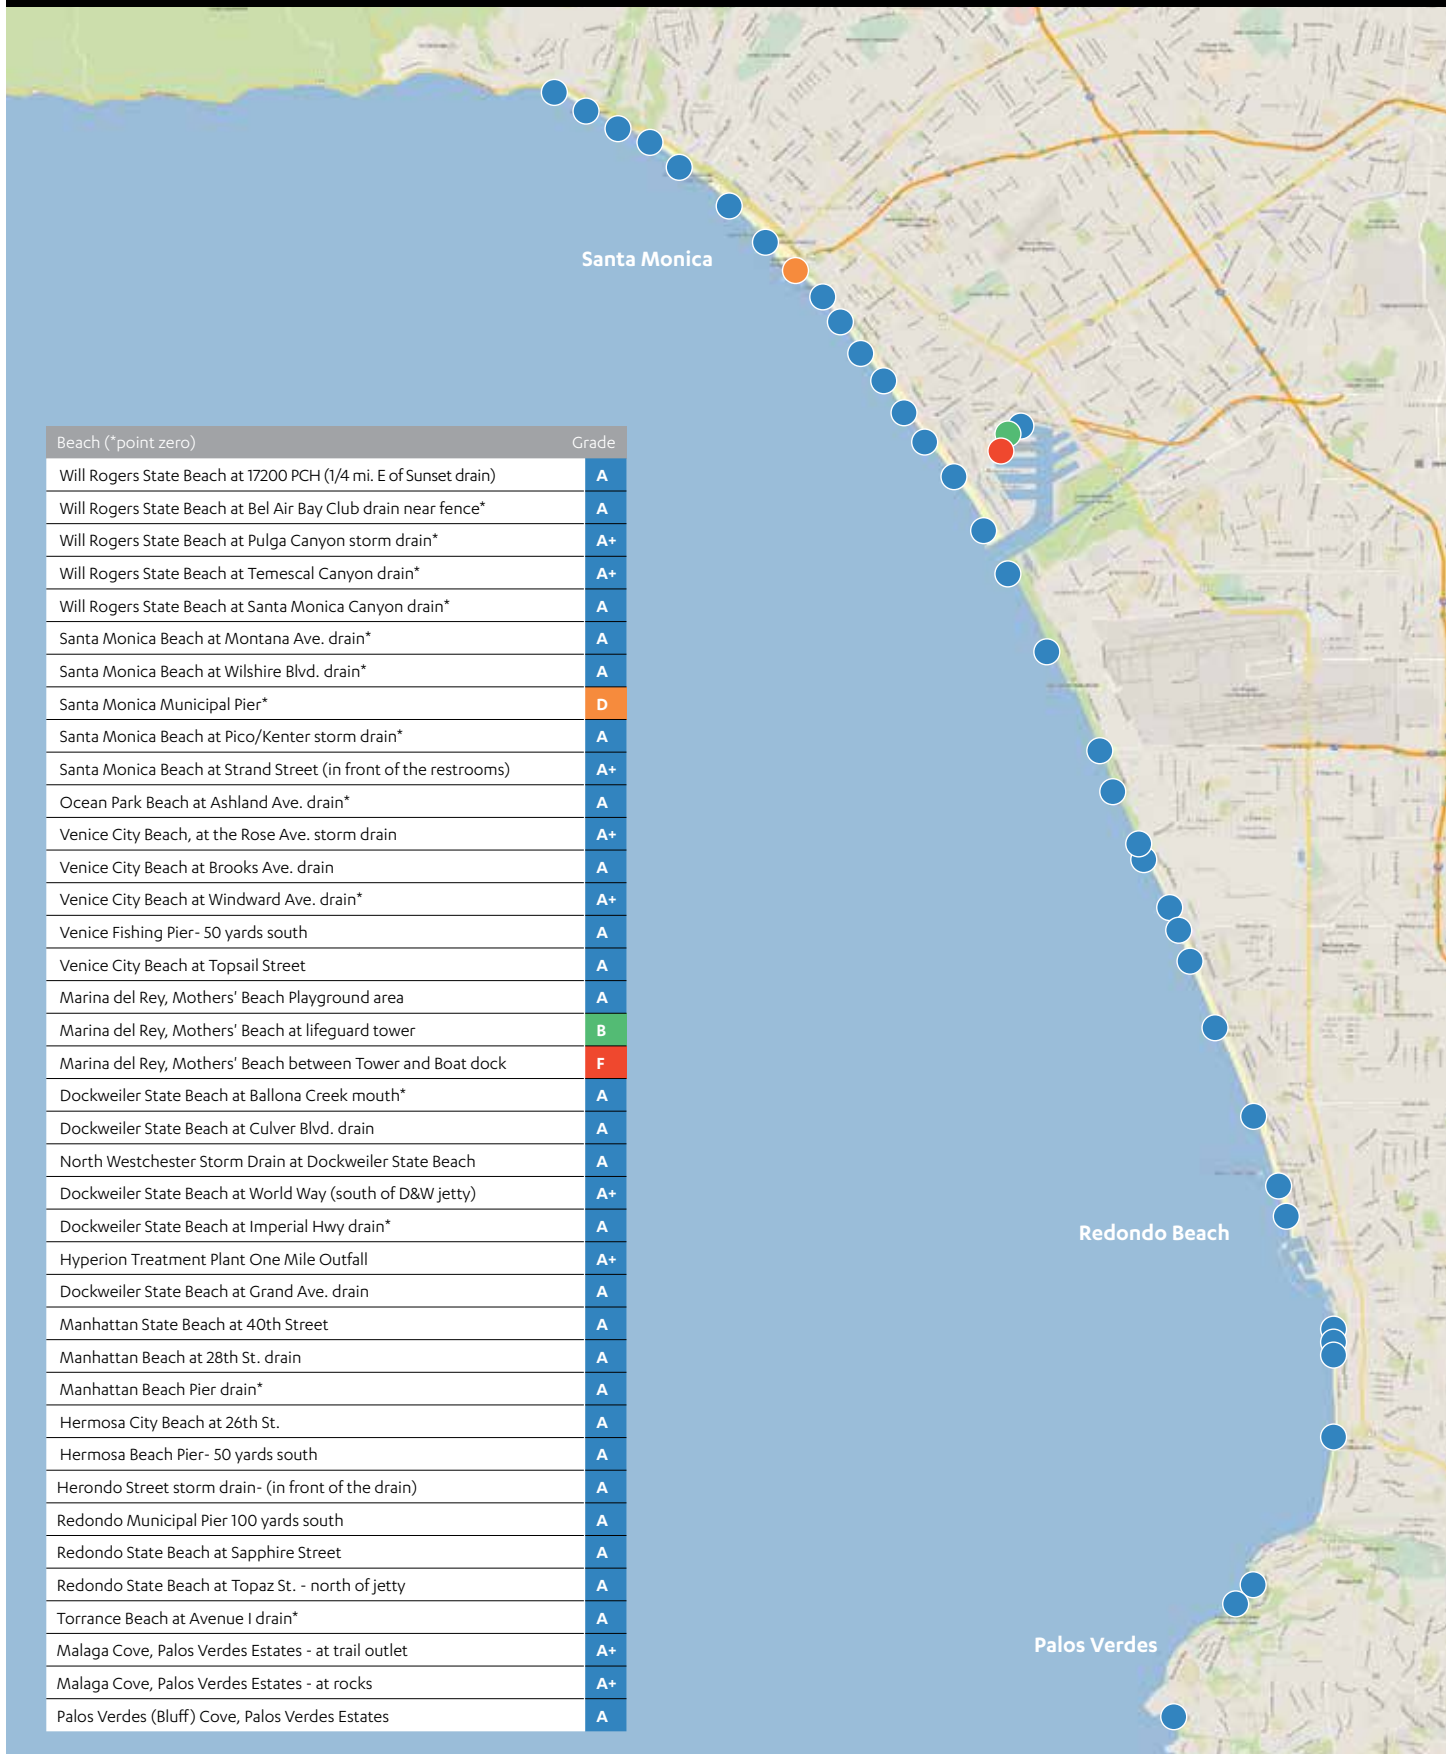 Santa Monica
Beach (*point zero) Grade
Will Rogers State Beach at 17200 PCH (1/4 mi. E of Sunset drain) A
Will Rogers State Beach at Bel Air Bay Club drain near fence* A
Will Rogers State Beach at Pulga Canyon storm drain* A+
Will Rogers State Beach at Temescal Canyon drain* A+
Will Rogers State Beach at Santa Monica Canyon drain* A
Santa Monica Beach at Montana Ave. drain* A
Santa Monica Beach at Wilshire Blvd. drain* A
Santa Monica Municipal Pier* D
Santa Monica Beach at Pico/Kenter storm drain* A
Santa Monica Beach at Strand Street (in front of the restrooms) A+
Ocean Park Beach at Ashland Ave. drain* A
Venice City Beach, at the Rose Ave. storm drain A+
Venice City Beach at Brooks Ave. drain A
Venice City Beach at Windward Ave. drain* A+
Venice Fishing Pier- 50 yards south A
Venice City Beach at Topsail Street A
Marina del Rey, Mothers' Beach Playground area A
Marina del Rey, Mothers' Beach at lifeguard tower B
Marina del Rey, Mothers' Beach between Tower and Boat dock F
Dockweiler State Beach at Ballona Creek mouth* A
Dockweiler State Beach at Culver Blvd. drain A
North Westchester Storm Drain at Dockweiler State Beach A
Dockweiler State Beach at World Way (south of D&W jetty) A+
Dockweiler State Beach at Imperial Hwy drain* A
Hyperion Treatment Plant One Mile Outfall A+
Dockweiler State Beach at Grand Ave. drain A
Manhattan State Beach at 40th Street A
Manhattan Beach at 28th St. drain A
Manhattan Beach Pier drain* A
Hermosa City Beach at 26th St. A
Hermosa Beach Pier- 50 yards south A
Herondo Street storm drain- (in front of the drain) A
Redondo Municipal Pier 100 yards south A
Redondo State Beach at Sapphire Street A
Redondo State Beach at Topaz St. - north of jetty A
Torrance Beach at Avenue I drain* A
Malaga Cove, Palos Verdes Estates - at trail outlet A+
Malaga Cove, Palos Verdes Estates - at rocks A+
Palos Verdes (Bluff) Cove, Palos Verdes Estates A
Redondo Beach
Palos Verdes